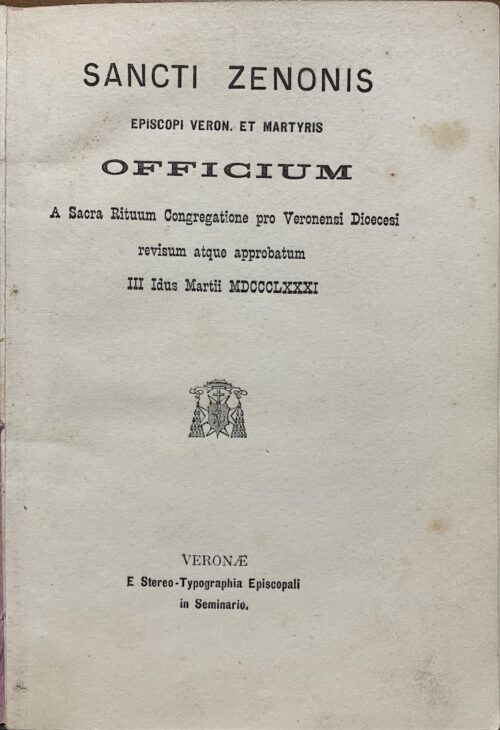 SANCTI ZENONIS
EPISCOPI VERON. ET MARTYRIS
OFFICIUM
A Sacra Rituum Congregatione pro Veronensi Dioecesi
revisum atque approbatum
III Idus Martii MDCCCLXXXI
VERONÆ
E Stereo-Typographia Episcopali
in Seminario.